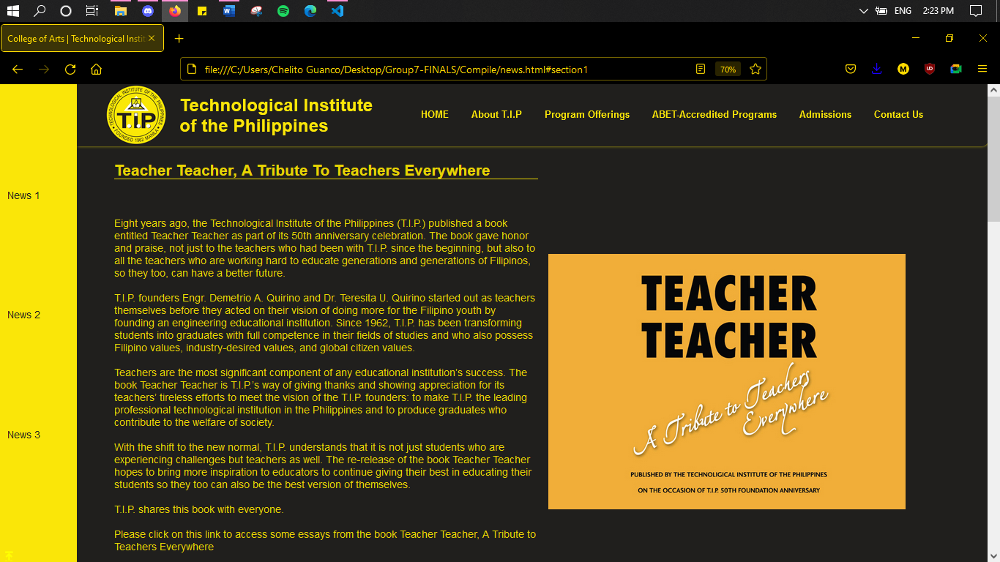 ENG
2:23 PM
College of Arts | Technological Instit
file:///C:/Users/Chelito Guanco/Desktop/Group7-FINALS/Compile/news.html#section1
70%
TECHNOLOGICAL INSTITUTE OF THE PHILIPPINES
T.I.P.
FOUNDED 1962 MANILA
Technological Institute
of the Philippines
HOME About T.I.P Program Offerings ABET-Accredited Programs Admissions Contact Us
News 1
News 2
News 3
Teacher Teacher, A Tribute To Teachers Everywhere
Eight years ago, the Technological Institute of the Philippines (T.I.P.) published a book
entitled Teacher Teacher as part of its 50th anniversary celebration. The book gave honor
and praise, not just to the teachers who had been with T.I.P. since the beginning, but also to
all the teachers who are working hard to educate generations and generations of Filipinos,
so they too, can have a better future.
T.I.P. founders Engr. Demetrio A. Quirino and Dr. Teresita U. Quirino started out as teachers
themselves before they acted on their vision of doing more for the Filipino youth by
founding an engineering educational institution. Since 1962, T.I.P. has been transforming
students into graduates with full competence in their fields of studies and who also possess
Filipino values, industry-desired values, and global citizen values.
Teachers are the most significant component of any educational institution’s success. The
book Teacher Teacher is T.I.P.’s way of giving thanks and showing appreciation for its
teachers’ tireless efforts to meet the vision of the T.I.P. founders: to make T.I.P. the leading
professional technological institution in the Philippines and to produce graduates who
contribute to the welfare of society.
With the shift to the new normal, T.I.P. understands that it is not just students who are
experiencing challenges but teachers as well. The re-release of the book Teacher Teacher
hopes to bring more inspiration to educators to continue giving their best in educating their
students so they too can also be the best version of themselves.
T.I.P. shares this book with everyone.
Please click on this link to access some essays from the book Teacher Teacher, A Tribute to
Teachers Everywhere
TEACHER
TEACHER
A Tribute to Teachers
Everywhere
PUBLISHED BY THE TECHNOLIGICAL INSTITUTE OF THE PHILIPPINES
ON THE OCCASION OF T.I.P. 50TH FOUNDATION ANNIVERSARY